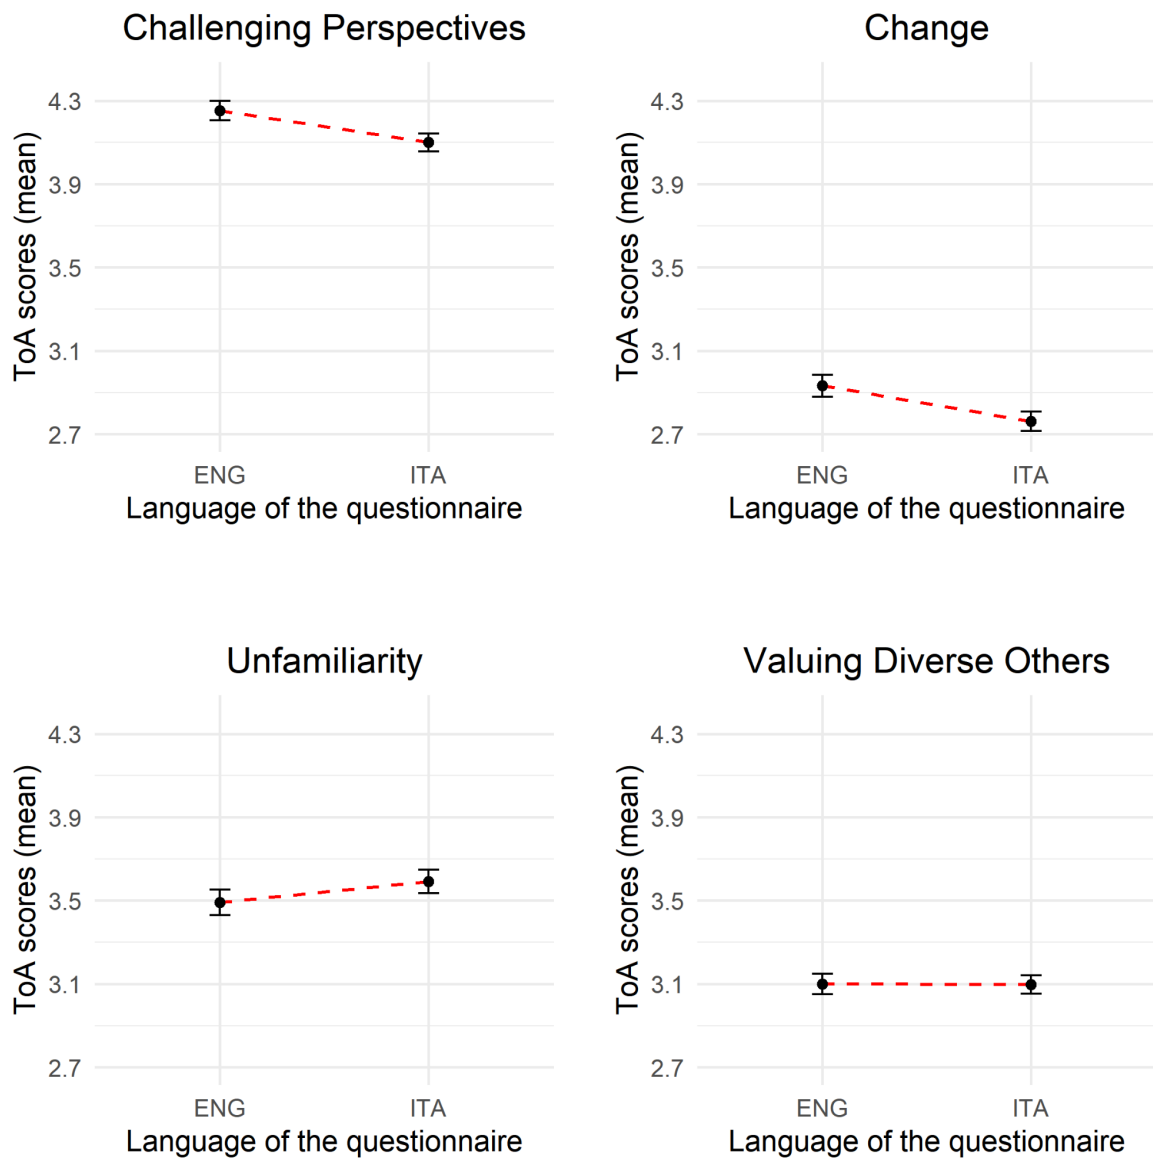 Challenging Perspectives
ToA scores (mean)
4.3
3.9
3.5
3.1
2.7
ENG ITA
Language of the questionnaire
Change
ToA scores (mean)
4.3
3.9
3.5
3.1
2.7
ENG ITA
Language of the questionnaire
Unfamiliarity
ToA scores (mean)
4.3
3.9
3.5
3.1
2.7
ENG ITA
Language of the questionnaire
Valuing Diverse Others
ToA scores (mean)
4.3
3.9
3.5
3.1
2.7
ENG ITA
Language of the questionnaire